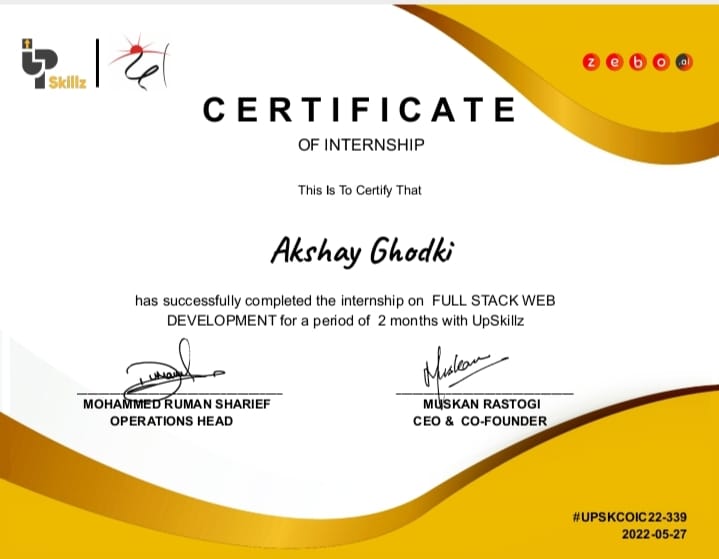 UP
Skillz
zebo.ai
CERTIFICATE
OF INTERNSHIP
This Is To Certify That
Akshay Ghodki
has successfully completed the internship on FULL STACK WEB
DEVELOPMENT for a period of 2 months with UpSkillz
Muskan
MOHAMMED RUMAN SHARIEF
OPERATIONS HEAD
MUSKAN RASTOGI
CEO & CO-FOUNDER
#UPSKCOIC22-339
2022-05-27